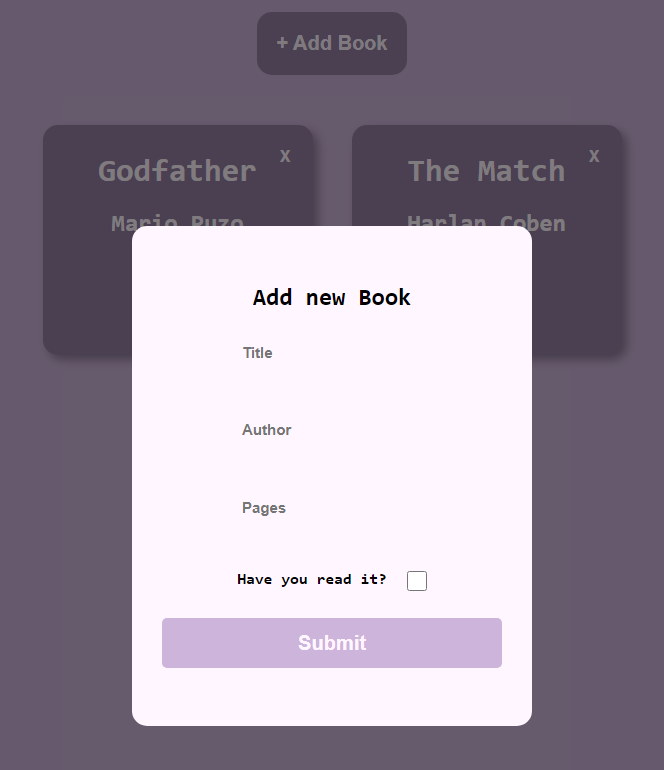 + Add Book
Godfather x
The Match x
Mario Puzo
Harlan Coben
Add new Book
Title
Author
Pages
Have you read it?
Submit